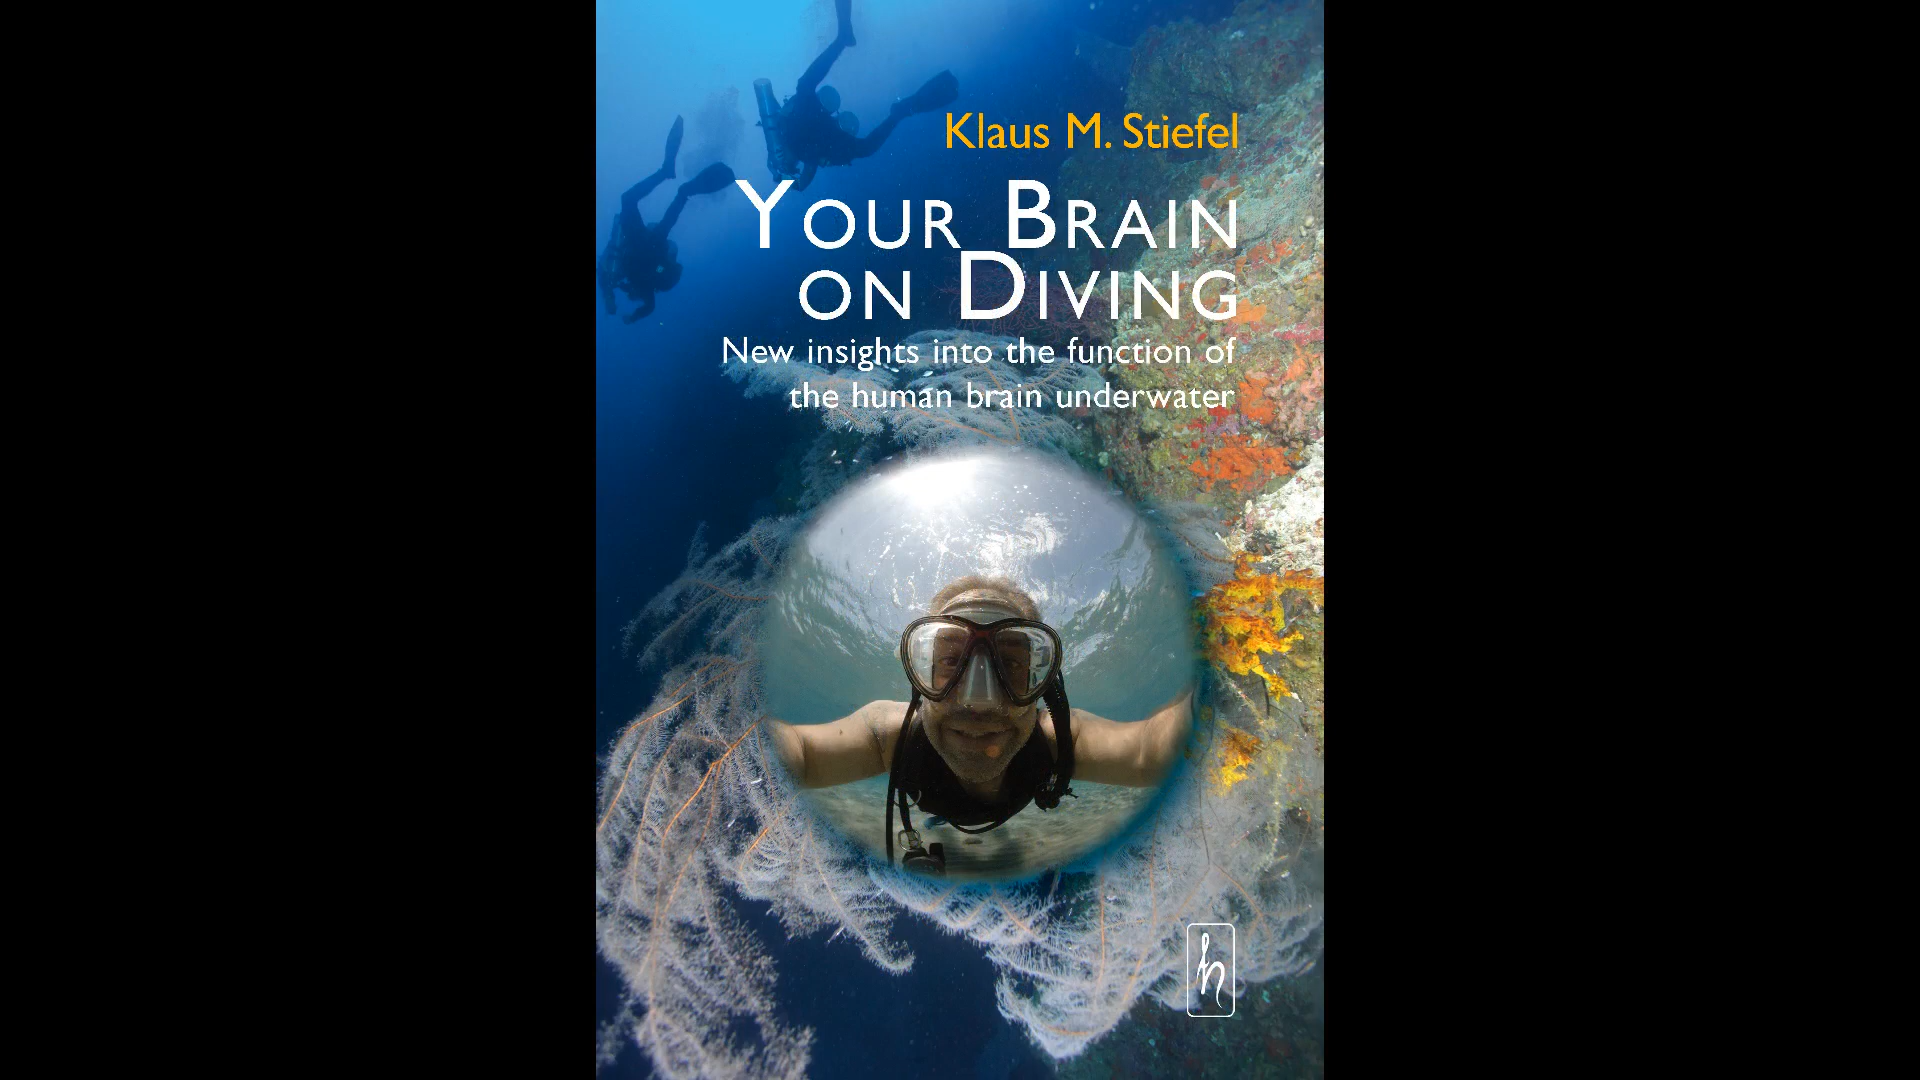 Klaus M. Stiefel
YOUR BRAIN
ON DIVING
New insights into the function of
the human brain underwater
h